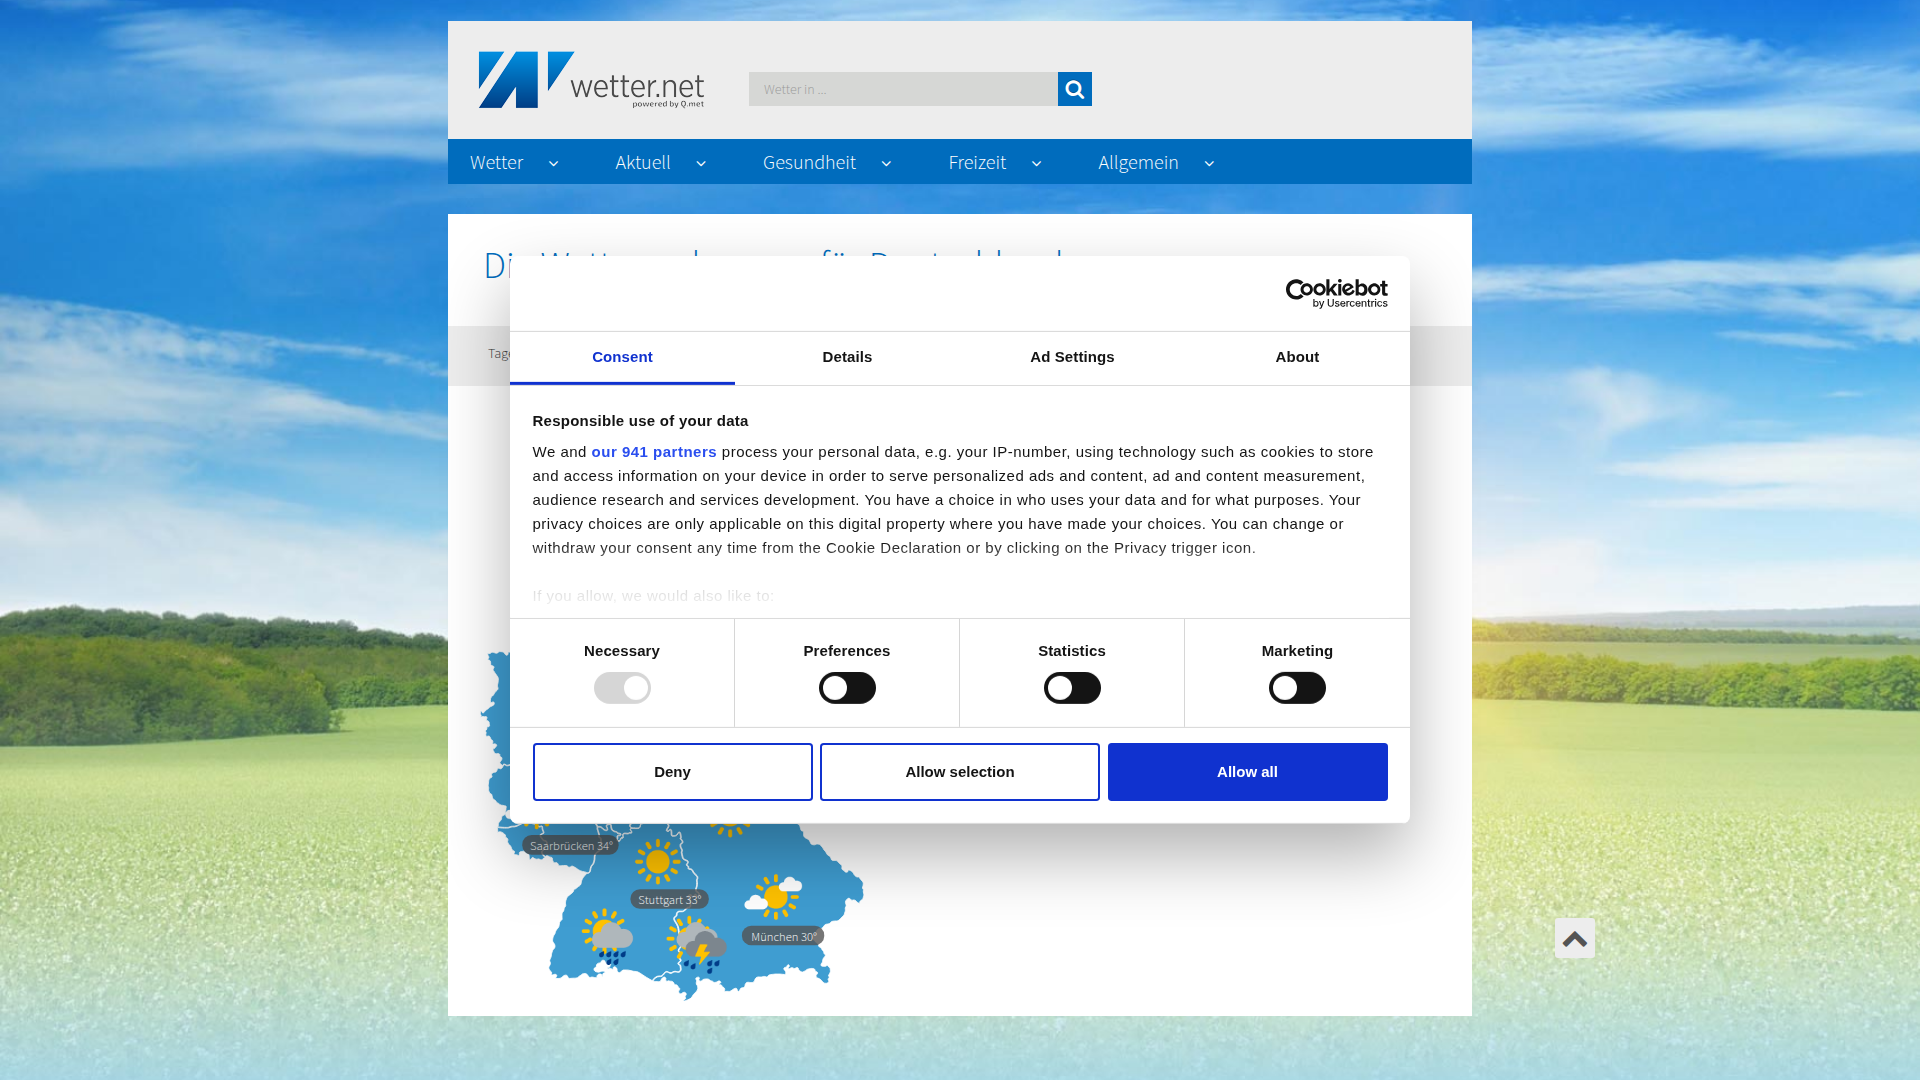 wetter.net
powered by Q.met
Wetter in ...
Wetter
Aktuell
Gesundheit
Freizeit
Allgemein
Cookiebot
by Usercentrics
Consent
Details
Ad Settings
About
Responsible use of your data
We and our 941 partners process your personal data, e.g. your IP-number, using technology such as cookies to store
and access information on your device in order to serve personalized ads and content, ad and content measurement,
audience research and services development. You have a choice in who uses your data and for what purposes. Your
privacy choices are only applicable on this digital property where you have made your choices. You can change or
withdraw your consent any time from the Cookie Declaration or by clicking on the Privacy trigger icon.
If you allow, we would also like to:
Necessary
Preferences
Statistics
Marketing
Deny
Allow selection
Allow all
Saarbrücken 34°
Stuttgart 33°
München 30°